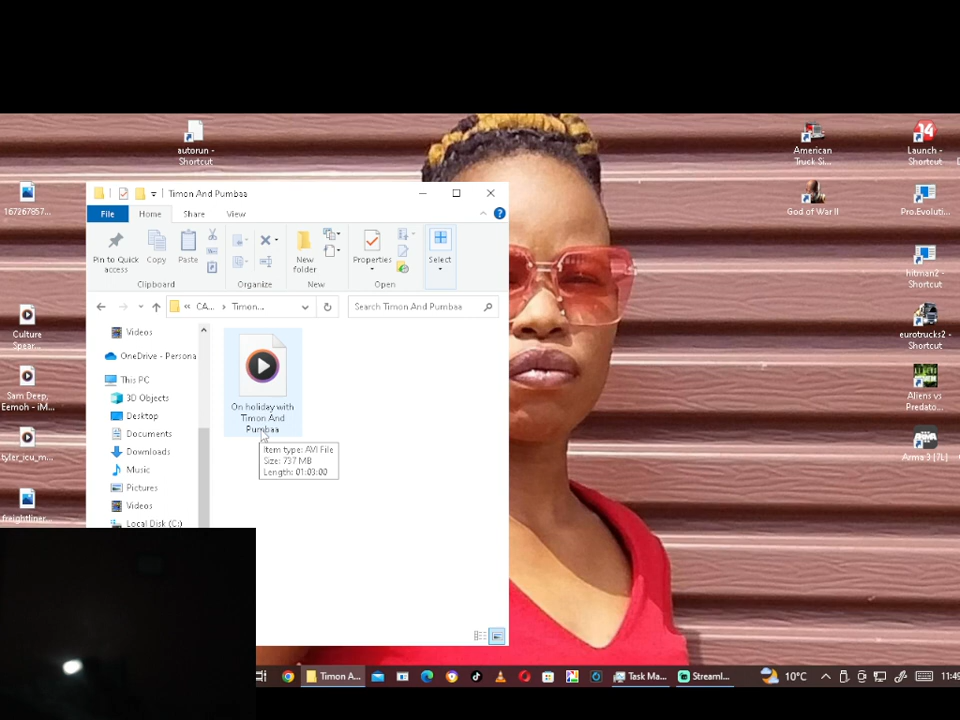 autorun -
Shortcut
American
Truck Si...
Launch -
Shortcut
167267857...
God of War II
Pro.Evoluti...
hitman2 -
Shortcut
Culture
Spear...
eurotrucks2 -
Shortcut
Sam Deep,
Eemoh - iM...
Aliens vs
Predato...
tyler_icu_m...
Arma 3 [7L]
freightliner...
Timon And Pumbaa
File
Home
Share
View
Pin to Quick
access
Copy
Paste
New
folder
Properties
Select
Clipboard
Organize
New
Open
« CA...
Timon...
Search Timon And Pumbaa
Videos
OneDrive - Persona
This PC
3D Objects
Desktop
Documents
Downloads
Music
Pictures
Videos
Local Disk (C:)
On holiday with
Timon And
Pumbaa
Item type: AVI File
Size: 737 MB
Length: 01:03:00
Timon A...
Task Ma...
Streaml...
10°C
11:49
14